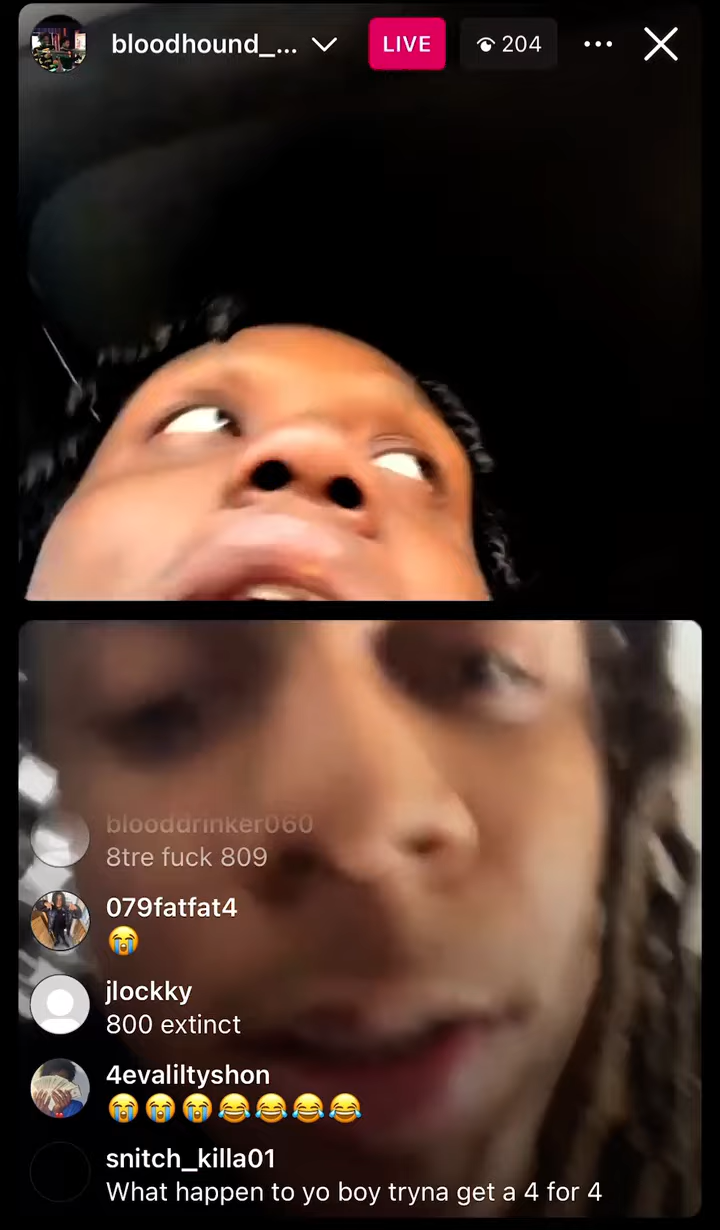 bloodhound_...
LIVE
204
blooddrinker060
8tre fuck 809
079fatfat4
😭
jlockky
800 extinct
4evaliltyshon
😭😭😭😂😂😂😂
snitch_killa01
What happen to yo boy tryna get a 4 for 4